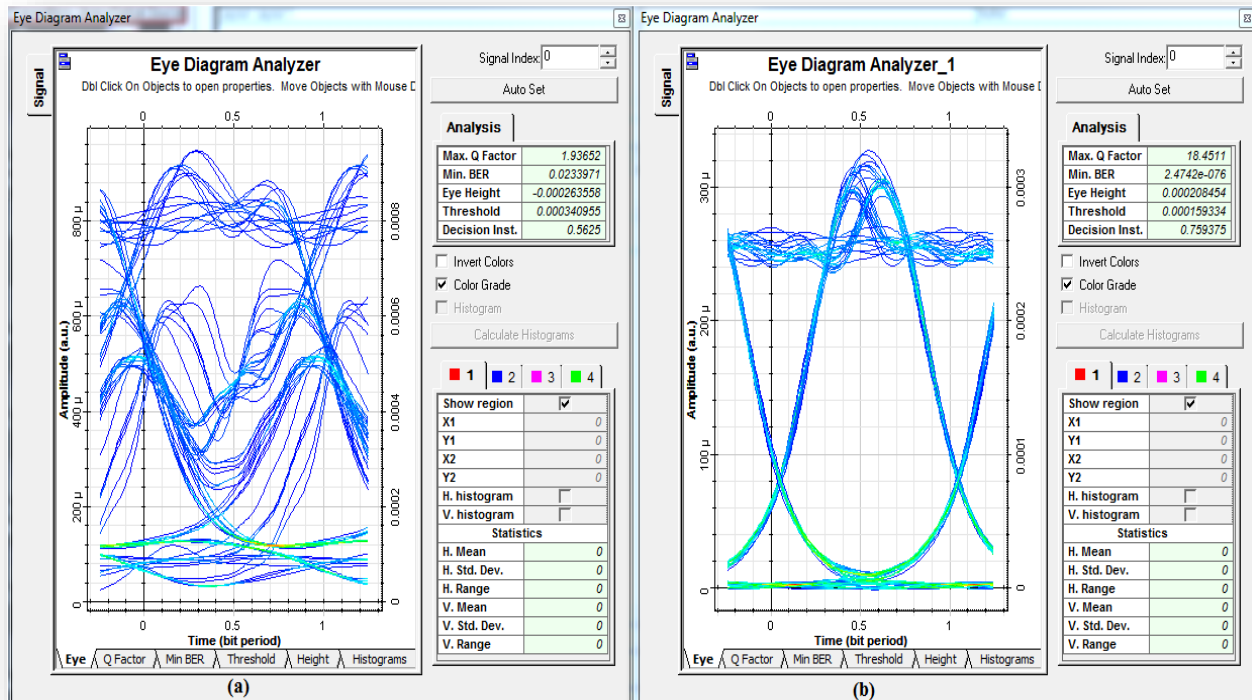 Eye Diagram Analyzer
Signal
Eye Diagram Analyzer
Dbl Click On Objects to open properties. Move Objects with Mouse D
0 0.5 1
Amplitude (a.u.)
800 µ
600 µ
400 µ
200 µ
0
0.0008
0.0006
0.0004
0.0002
0
0 0.5 1
Time (bit period)
Eye Q Factor Min BER Threshold Height Histograms
(a)
Signal Index: 0
Auto Set
Analysis
Max. Q Factor 1.93652
Min. BER 0.0233971
Eye Height -0.000263558
Threshold 0.000340955
Decision Inst. 0.5625
Invert Colors
Color Grade
Histogram
Calculate Histograms
1 2 3 4
Show region
X1 0
Y1 0
X2 0
Y2 0
H. histogram
V. histogram
Statistics
H. Mean 0
H. Std. Dev. 0
H. Range 0
V. Mean 0
V. Std. Dev. 0
V. Range 0
Eye Diagram Analyzer
Signal
Eye Diagram Analyzer_1
Dbl Click On Objects to open properties. Move Objects with Mouse D
0 0.5 1
Amplitude (a.u.)
300 µ
200 µ
100 µ
0
0.0003
0.0002
0.0001
0
0 0.5 1
Time (bit period)
Eye Q Factor Min BER Threshold Height Histograms
(b)
Signal Index: 0
Auto Set
Analysis
Max. Q Factor 18.4511
Min. BER 2.4742e-076
Eye Height 0.000208454
Threshold 0.000159334
Decision Inst. 0.759375
Invert Colors
Color Grade
Histogram
Calculate Histograms
1 2 3 4
Show region
X1 0
Y1 0
X2 0
Y2 0
H. histogram
V. histogram
Statistics
H. Mean 0
H. Std. Dev. 0
H. Range 0
V. Mean 0
V. Std. Dev. 0
V. Range 0